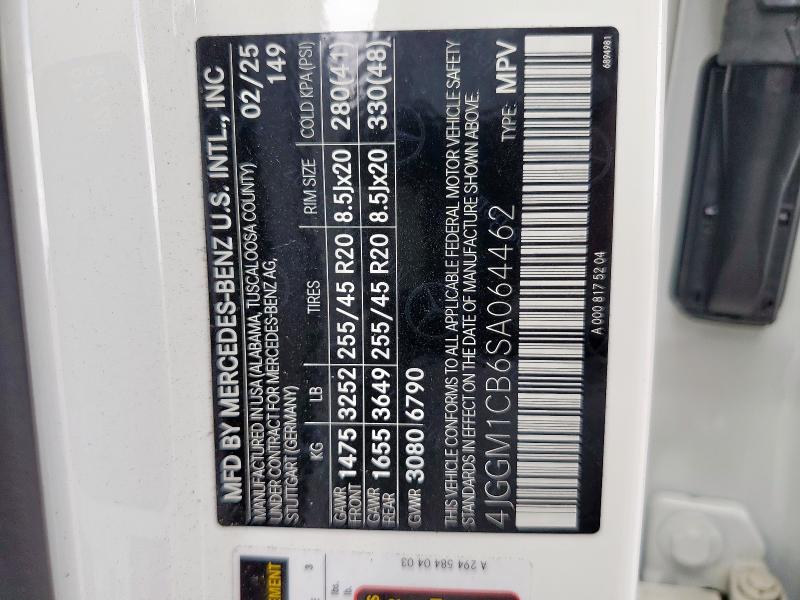 MFD BY MERCEDES-BENZ U.S. INTL., INC
MANUFACTURED IN USA (ALABAMA, TUSCALOOSA COUNTY) 02/25
UNDER CONTRACT FOR MERCEDES-BENZ AG, 149
STUTTGART (GERMANY)
KG LB TIRES RIM SIZE COLD KPA(PSI)
GAWR FRONT 1475 3252 255/45 R20 8.5Jx20 280(41)
GAWR REAR 1655 3649 255/45 R20 8.5Jx20 330(48)
GVWR 3080 6790
THIS VEHICLE CONFORMS TO ALL APPLICABLE FEDERAL MOTOR VEHICLE SAFETY
STANDARDS IN EFFECT ON THE DATE OF MANUFACTURE SHOWN ABOVE.
4JGGM1CB6SA064462 TYPE: MPV
A 000 817 52 04
6894981
A 294 584 04 03
EMENT
3
lbs.
lb.